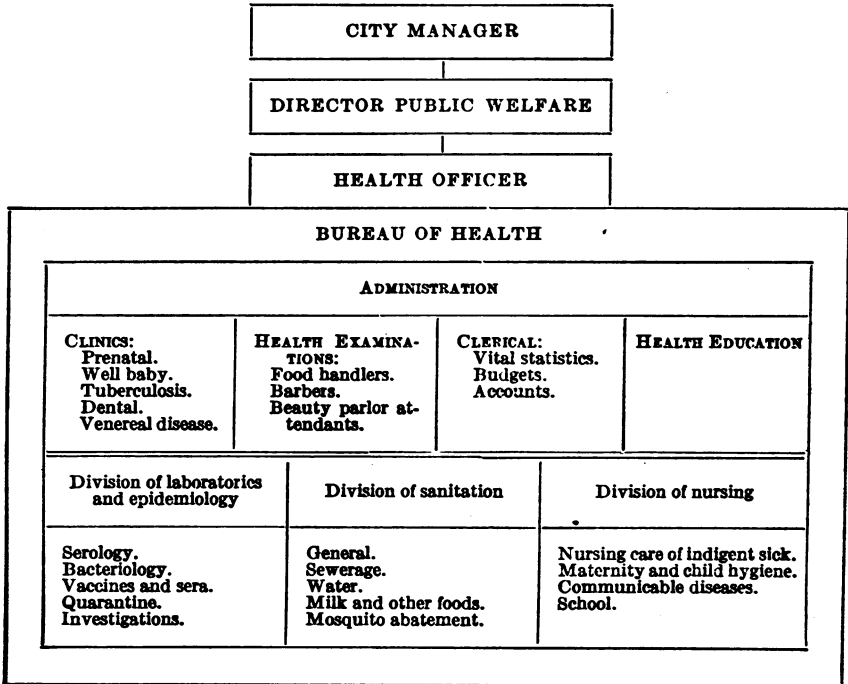 CITY MANAGER
DIRECTOR PUBLIC WELFARE
HEALTH OFFICER
BUREAU OF HEALTH
ADMINISTRATION
CLINICS:
Prenatal.
Well baby.
Tuberculosis.
Dental.
Venereal disease.
HEALTH EXAMINA-
TIONS:
Food handlers.
Barbers.
Beauty parlor at-
tendants.
CLERICAL:
Vital statistics.
Budgets.
Accounts.
HEALTH EDUCATION
Division of laboratories
and epidemiology
Serology.
Bacteriology.
Vaccines and sera.
Quarantine.
Investigations.
Division of sanitation
General.
Sewerage.
Water.
Milk and other foods.
Mosquito abatement.
Division of nursing
Nursing care of indigent sick.
Maternity and child hygiene.
Communicable diseases.
School.